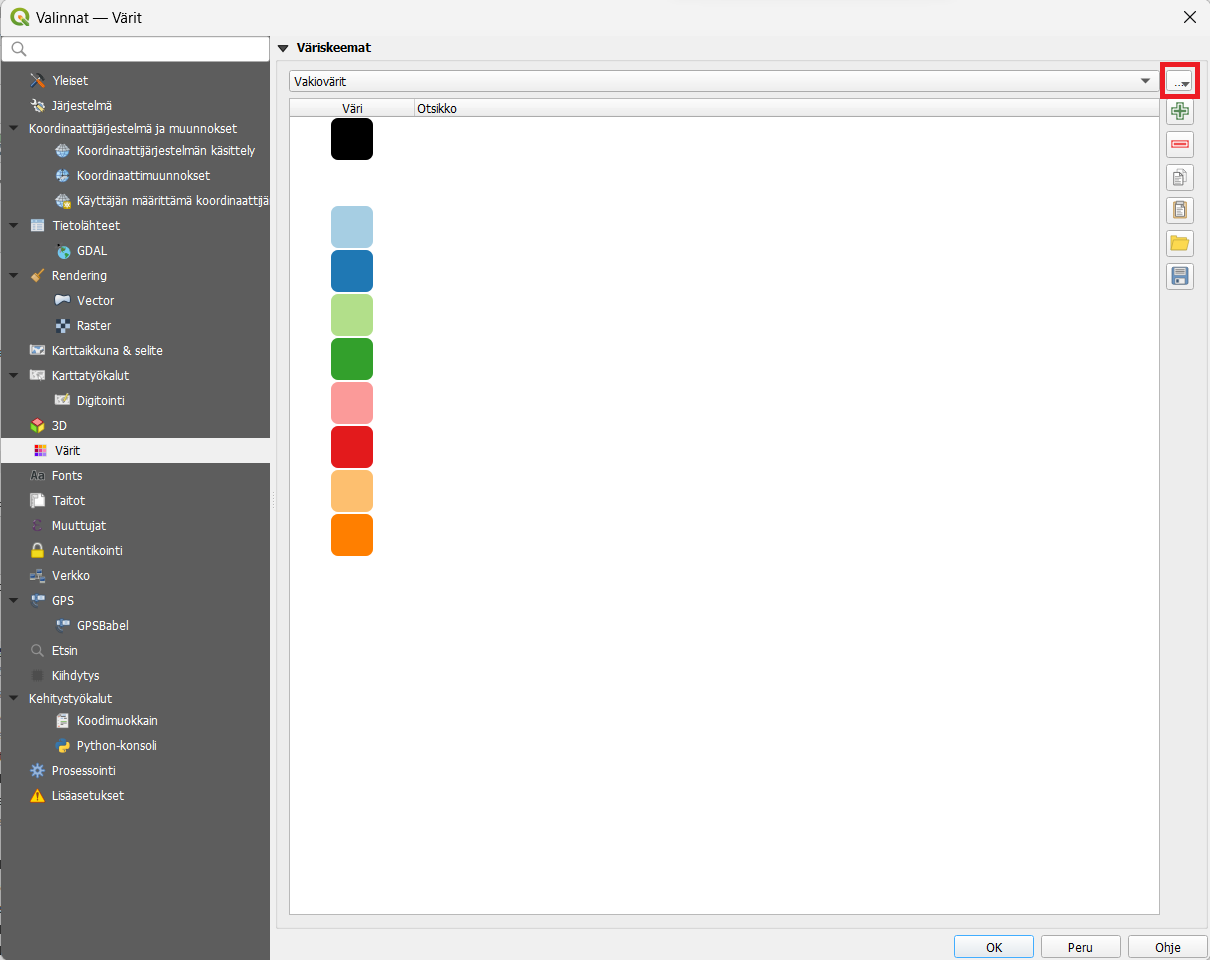 Valinnat — Värit
Väriskeemat
Yleiset
Järjestelmä
Koordinaattijärjestelmä ja muunnokset
Koordinaattijärjestelmän käsittely
Koordinaattimuunnokset
Käyttäjän määrittämä koordinaattijä
Tietolähteet
GDAL
Rendering
Vector
Raster
Karttaikkuna & selite
Karttatyökalut
Digitointi
3D
Värit
Aa Fonts
Taitot
Muuttujat
Autentikointi
Verkko
GPS
GPSBabel
Etsin
Kiihdytys
Kehitystyökalut
Koodimuokkain
Python-konsoli
Prosessointi
Lisäasetukset
Vakiovärit
...
Väri Otsikko
OK Peru Ohje